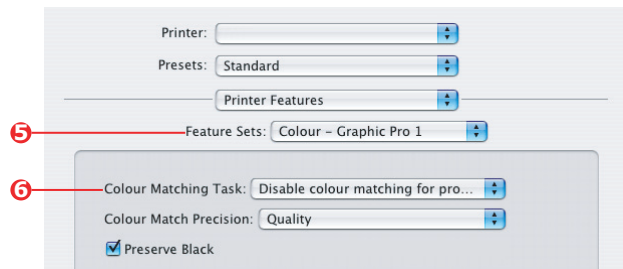 Printer:
Presets: Standard
Printer Features
5 Feature Sets: Colour – Graphic Pro 1
6 Colour Matching Task: Disable colour matching for pro...
Colour Match Precision: Quality
Preserve Black